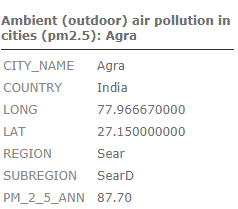 Ambient (outdoor) air pollution in
cities (pm2.5): Agra
CITY_NAME Agra
COUNTRY India
LONG 77.966670000
LAT 27.150000000
REGION Sear
SUBREGION SearD
PM_2_5_ANN 87.70